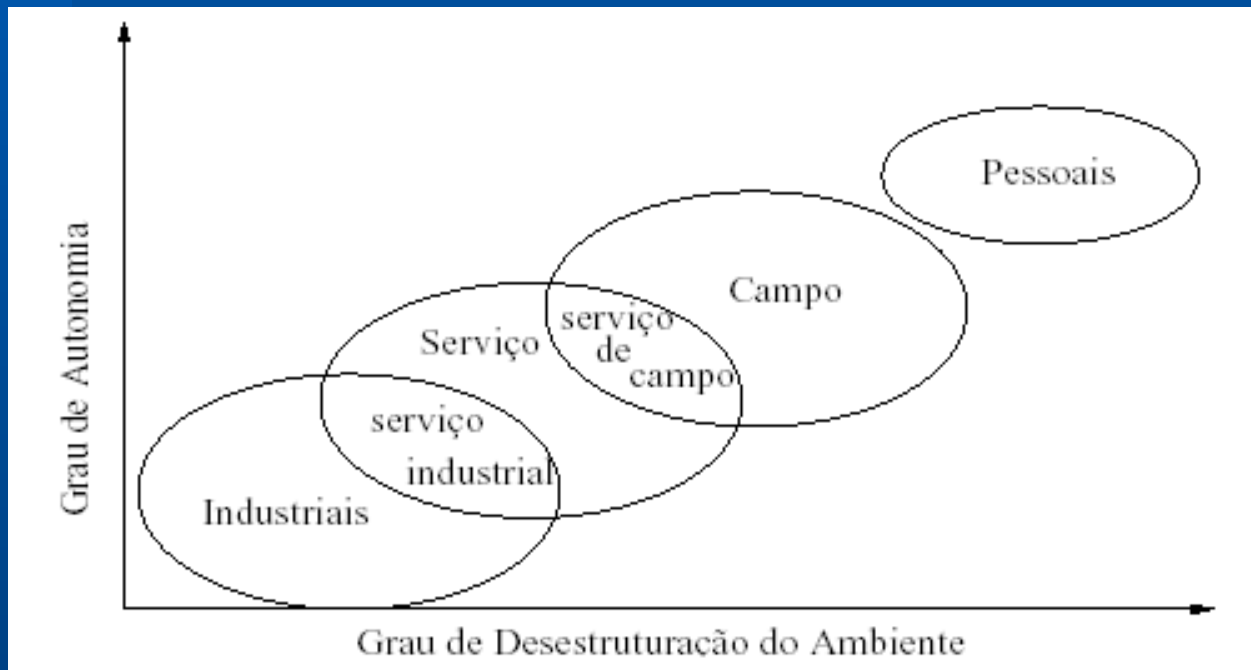 Grau de Autonomia
Pessoais
Campo
serviço
de
campo
Serviço
serviço
industrial
Industriais
Grau de Desestruturação do Ambiente